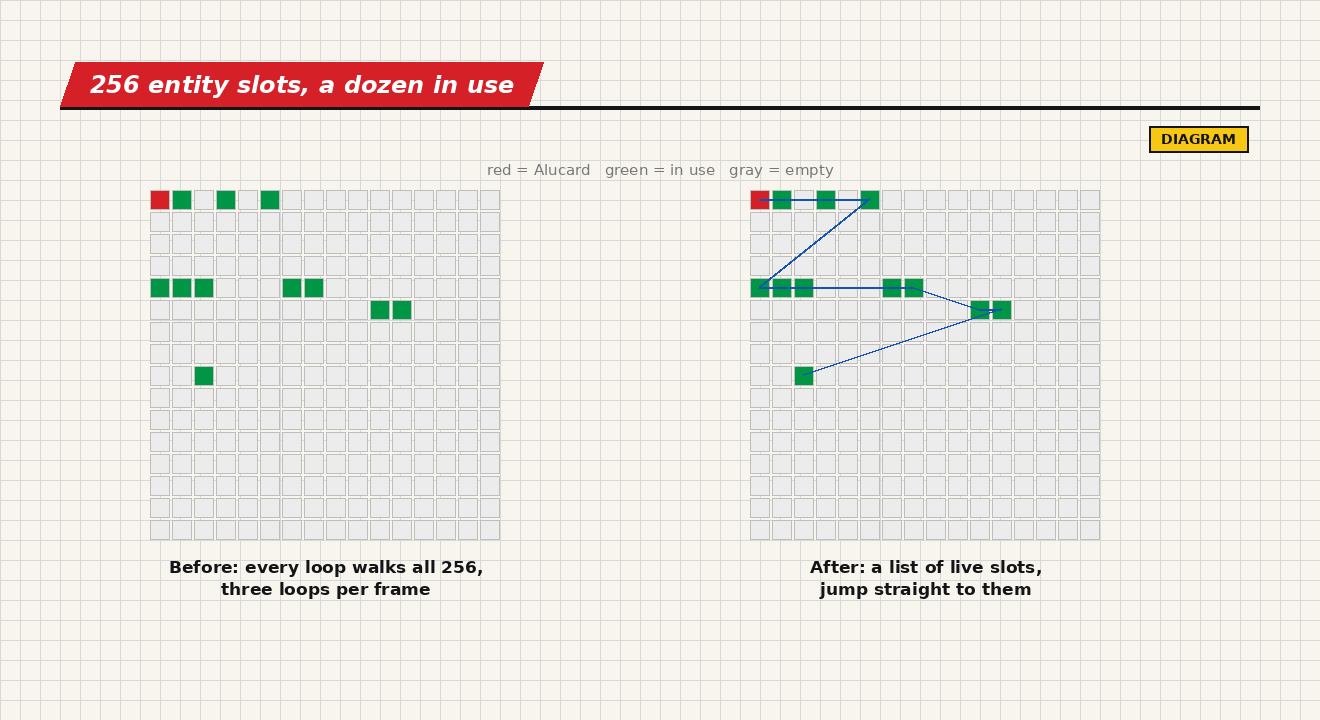 256 entity slots, a dozen in use
DIAGRAM
red = Alucard   green = in use   gray = empty
Before: every loop walks all 256,
three loops per frame
After: a list of live slots,
jump straight to them